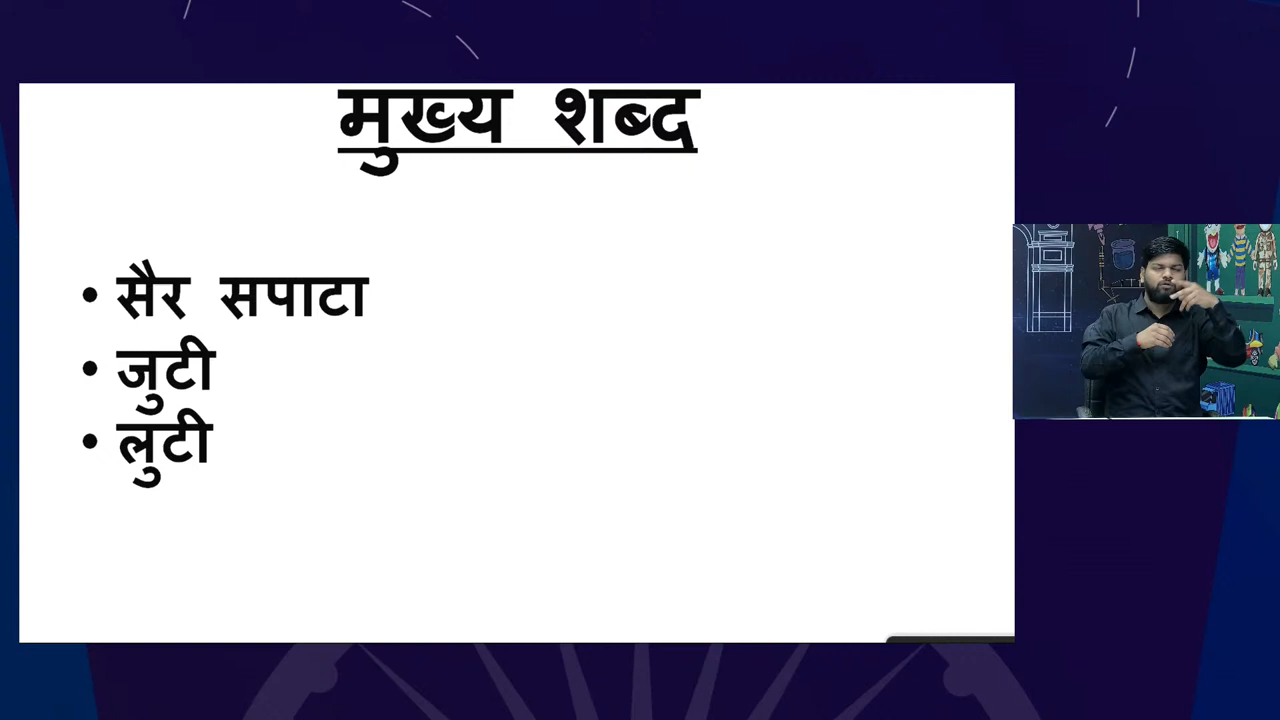 मुख्य शब्द
• सैर सपाटा
• जुटी
• लुटी